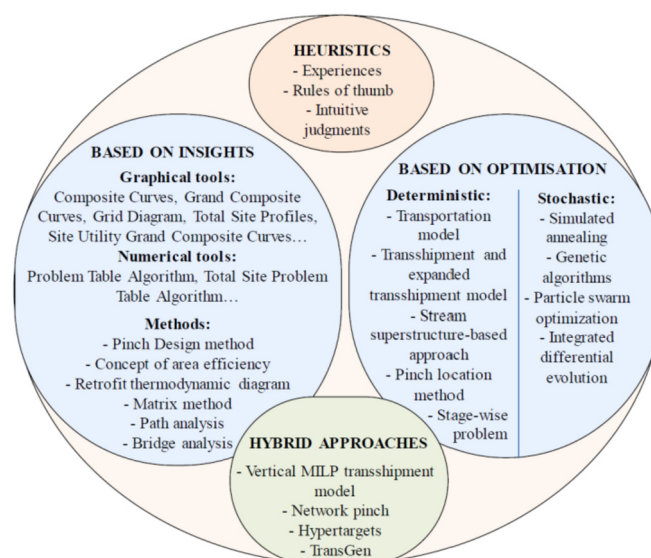 HEURISTICS
- Experiences
- Rules of thumb
- Intuitive
judgments
BASED ON INSIGHTS
Graphical tools:
Composite Curves, Grand Composite
Curves, Grid Diagram, Total Site Profiles,
Site Utility Grand Composite Curves…
Numerical tools:
Problem Table Algorithm, Total Site Problem
Table Algorithm…
Methods:
- Pinch Design method
- Concept of area efficiency
- Retrofit thermodynamic diagram
- Matrix method
- Path analysis
- Bridge analysis
BASED ON OPTIMISATION
Deterministic:
- Transportation
model
- Transshipment and
expanded
transshipment model
- Stream
superstructure-based
approach
- Pinch location
method
- Stage-wise
problem
Stochastic:
- Simulated
annealing
- Genetic
algorithms
- Particle swarm
optimization
- Integrated
differential
evolution
HYBRID APPROACHES
- Vertical MILP transshipment
model
- Network pinch
- Hypertargets
- TransGen